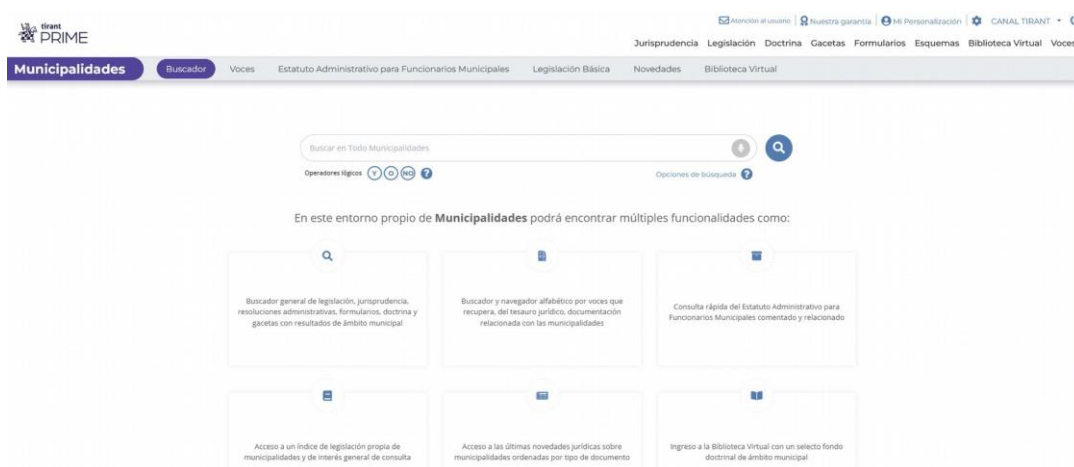 Atención al usuario Nuestra garantía Mi Personalización CANAL TIRANT
tirant
PRIME
Jurisprudencia Legislación Doctrina Gacetas Formularios Esquemas Biblioteca Virtual Voces
Municipalidades Buscador Voces Estatuto Administrativo para Funcionarios Municipales Legislación Básica Novedades Biblioteca Virtual
Buscar en Todo Municipalidades
Operadores lógicos Y O NO ? Opciones de búsqueda ?
En este entorno propio de Municipalidades podrá encontrar múltiples funcionalidades como:
Buscador general de legislación, jurisprudencia,
resoluciones administrativas, formularios, doctrina y
gacetas con resultados de ámbito municipal
Buscador y navegador alfabético por voces que
recupera, del tesauro jurídico, documentación
relacionada con las municipalidades
Consulta rápida del Estatuto Administrativo para
Funcionarios Municipales comentado y relacionado
Acceso a un índice de legislación propia de
municipalidades y de interés general de consulta
Acceso a las últimas novedades jurídicas sobre
municipalidades ordenadas por tipo de documento
Ingreso a la Biblioteca Virtual con un selecto fondo
doctrinal de ámbito municipal